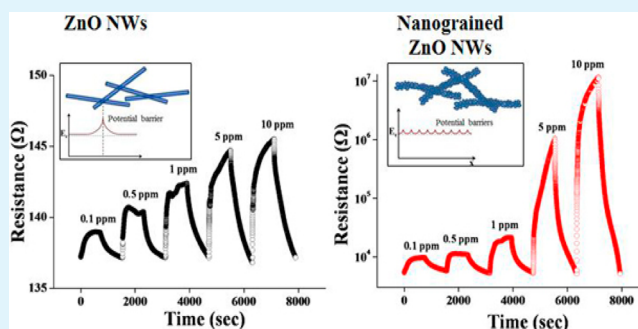 ZnO NWs
Resistance (Ω)
150
145
140
135
Potential barrier
0.1 ppm
0.5 ppm
1 ppm
5 ppm
10 ppm
0
2000
4000
6000
8000
Time (sec)
Nanograined
ZnO NWs
Resistance (Ω)
10⁷
10⁶
10⁵
10⁴
Potential barriers
0.1 ppm
0.5 ppm
1 ppm
5 ppm
10 ppm
0
2000
4000
6000
8000
Time (sec)